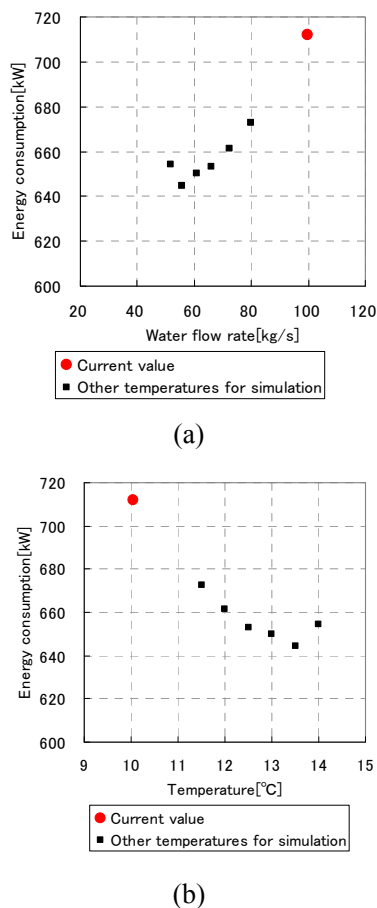 720
700
680
660
640
620
600
Energy consumption[kW]
20 40 60 80 100 120
Water flow rate[kg/s]
Current value
Other temperatures for simulation
(a)
720
700
680
660
640
620
600
Energy consumption[kW]
9 10 11 12 13 14 15
Temperature[℃]
Current value
Other temperatures for simulation
(b)